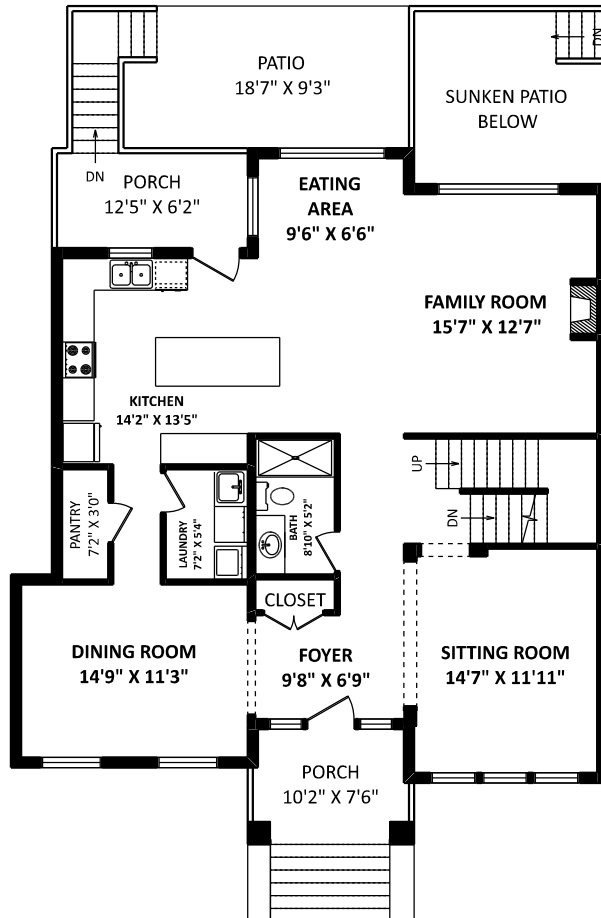 DN
PATIO
18'7" X 9'3"
SUNKEN PATIO
BELOW
DN
PORCH
12'5" X 6'2"
EATING
AREA
9'6" X 6'6"
FAMILY ROOM
15'7" X 12'7"
KITCHEN
14'2" X 13'5"
UP
DN
PANTRY
7'2" X 3'0"
LAUNDRY
7'2" X 5'4"
BATH
8'10" X 5'2"
CLOSET
DINING ROOM
14'9" X 11'3"
FOYER
9'8" X 6'9"
SITTING ROOM
14'7" X 11'11"
PORCH
10'2" X 7'6"